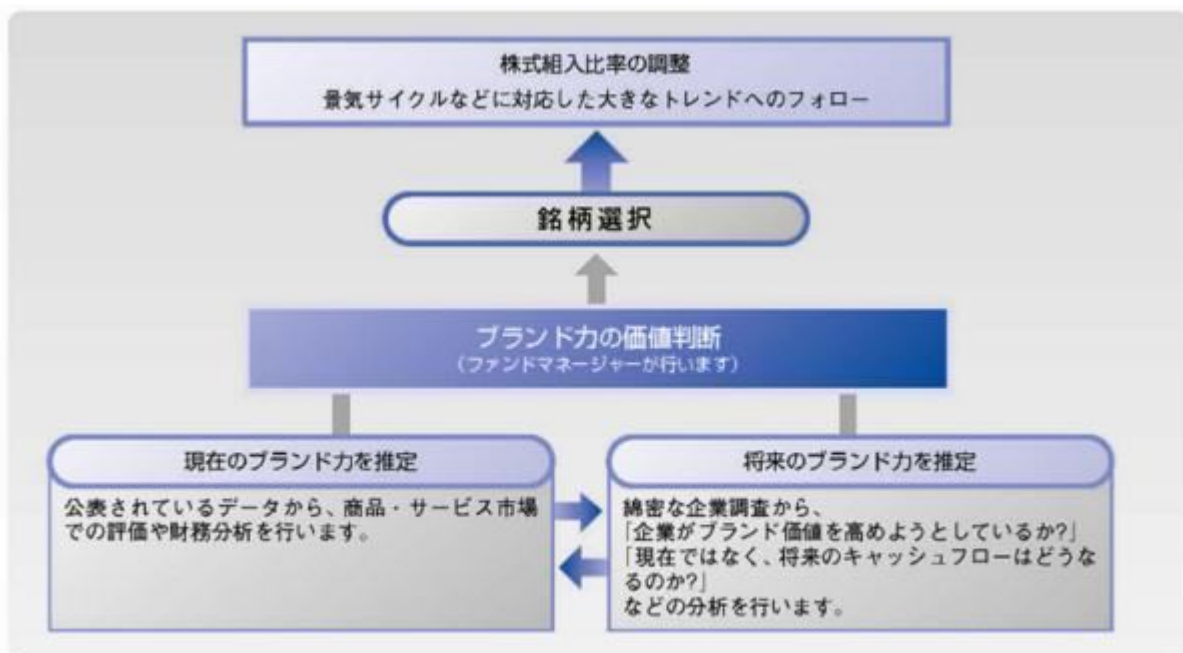 株式組入比率の調整
景気サイクルなどに対応した大きなトレンドへのフォロー
銘柄選択
ブランド力の価値判断
(ファンドマネージャーが行います)
現在のブランド力を推定
公表されているデータから、商品・サービス市場
での評価や財務分析を行います。
将来のブランド力を推定
綿密な企業調査から、
「企業がブランド価値を高めようとしているか?」
「現在ではなく、将来のキャッシュフローはどうな
るのか?」
などの分析を行います。